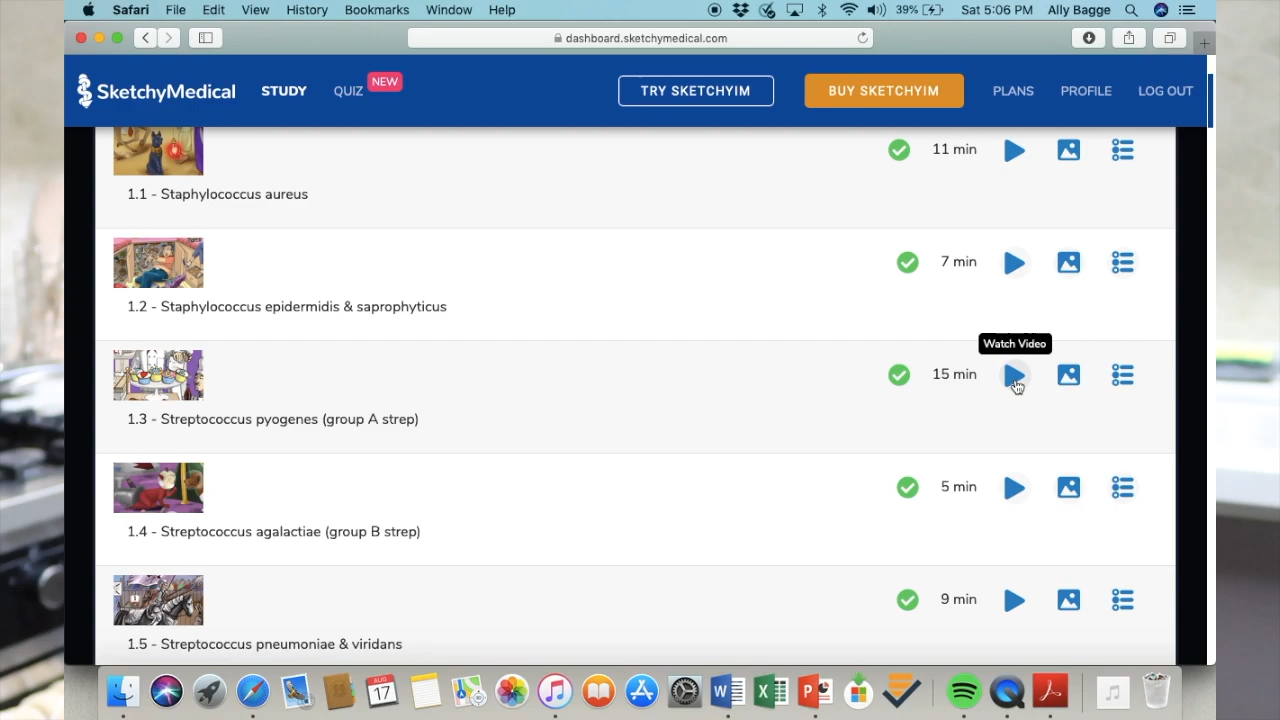 Safari File Edit View History Bookmarks Window Help 39% Sat 5:06 PM Ally Bagge
dashboard.sketchymedical.com
SketchyMedical STUDY QUIZ NEW TRY SKETCHYIM BUY SKETCHYIM PLANS PROFILE LOG OUT
11 min
1.1 - Staphylococcus aureus
7 min
1.2 - Staphylococcus epidermidis & saprophyticus
Watch Video
15 min
1.3 - Streptococcus pyogenes (group A strep)
5 min
1.4 - Streptococcus agalactiae (group B strep)
9 min
1.5 - Streptococcus pneumoniae & viridans
AUG
17